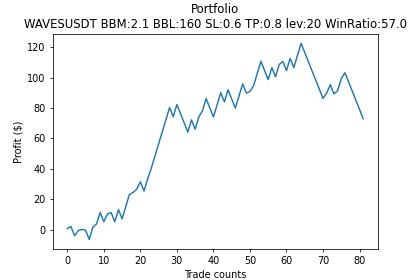 Portfolio
WAVESUSDT BBM:2.1 BBL:160 SL:0.6 TP:0.8 lev:20 WinRatio:57.0
120
100
80
60
40
20
0
Profit ($)
0 10 20 30 40 50 60 70 80
Trade counts